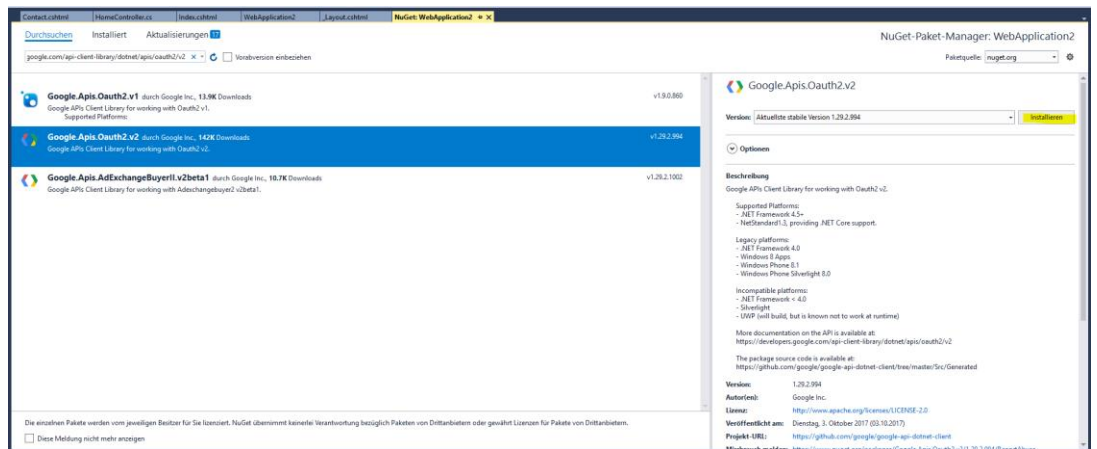 Contact.cshtml HomeController.cs Index.cshtml WebApplication2 _Layout.cshtml NuGet: WebApplication2
Durchsuchen Installiert Aktualisierungen 17
NuGet-Paket-Manager: WebApplication2
google.com/api-client-library/dotnet/apis/oauth2/v2
Vorabversion einbeziehen
Paketquelle: nuget.org
Google.Apis.Oauth2.v1 durch Google Inc., 13.9K Downloads
v1.9.0.860
Google APIs Client Library for working with Oauth2 v1.
Supported Platforms:
Google.Apis.Oauth2.v2 durch Google Inc., 142K Downloads
v1.29.2.994
Google APIs Client Library for working with Oauth2 v2.
Google.Apis.AdExchangeBuyerII.v2beta1 durch Google Inc., 10.7K Downloads
v1.29.2.1002
Google APIs Client Library for working with Adexchangebuyer2 v2beta1.
Die einzelnen Pakete werden vom jeweiligen Besitzer für Sie lizenziert. NuGet übernimmt keinerlei Verantwortung bezüglich Paketen von Drittanbietern oder gewährt Lizenzen für Pakete von Drittanbietern.
Diese Meldung nicht mehr anzeigen
Google.Apis.Oauth2.v2
Version: Aktuellste stabile Version 1.29.2.994
Installieren
Optionen
Beschreibung
Google APIs Client Library for working with Oauth2 v2.
Supported Platforms:
- .NET Framework 4.5+
- NetStandard1.3, providing .NET Core support.
Legacy platforms:
- .NET Framework 4.0
- Windows 8 Apps
- Windows Phone 8.1
- Windows Phone Silverlight 8.0
Incompatible platforms:
- .NET Framework < 4.0
- Silverlight
- UWP (will build, but is known not to work at runtime)
More documentation on the API is available at:
https://developers.google.com/api-client-library/dotnet/apis/oauth2/v2
The package source code is available at:
https://github.com/google/google-api-dotnet-client/tree/master/Src/Generated
Version: 1.29.2.994
Autor(en): Google Inc.
Lizenz: http://www.apache.org/licenses/LICENSE-2.0
Veröffentlicht am: Dienstag, 3. Oktober 2017 (03.10.2017)
Projekt-URL: https://github.com/google/google-api-dotnet-client